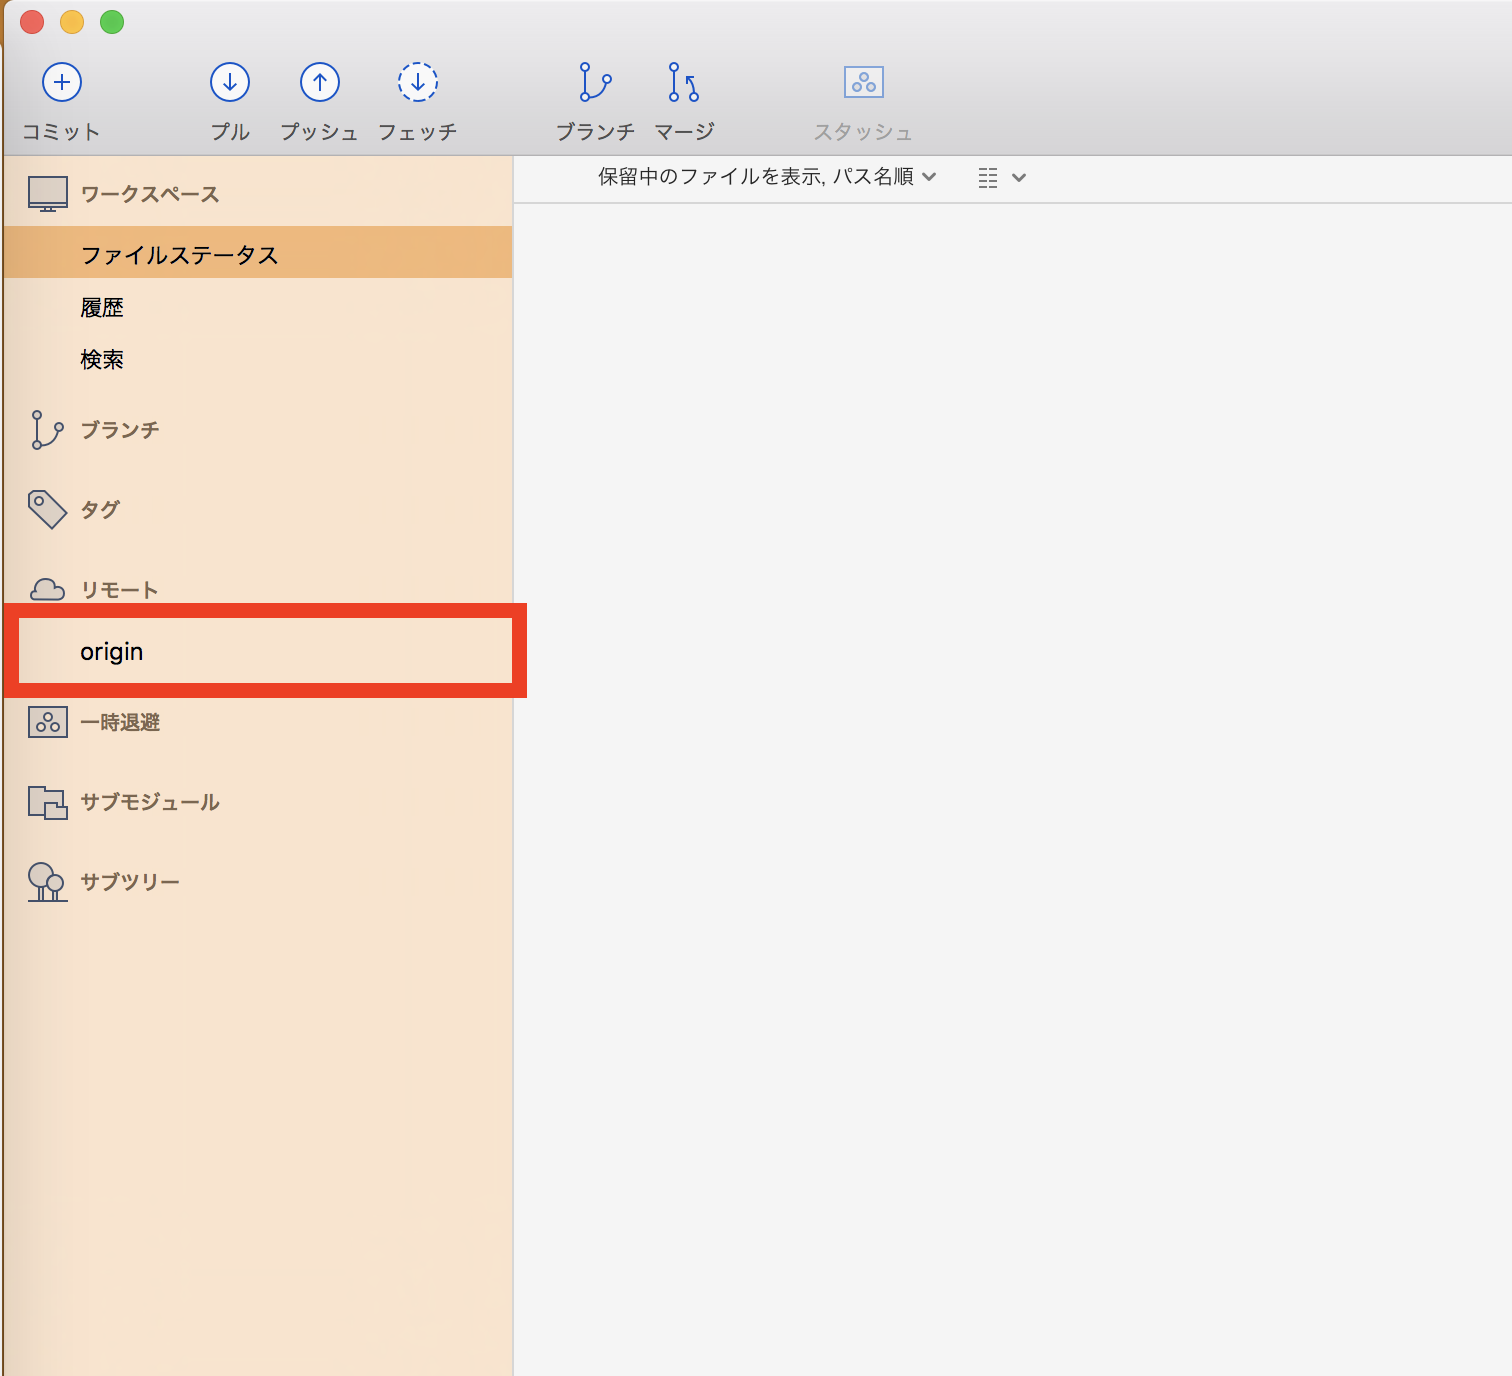 コミット プル プッシュ フェッチ ブランチ マージ スタッシュ
保留中のファイルを表示, パス名順
ワークスペース
ファイルステータス
履歴
検索
ブランチ
タグ
リモート
origin
一時退避
サブモジュール
サブツリー